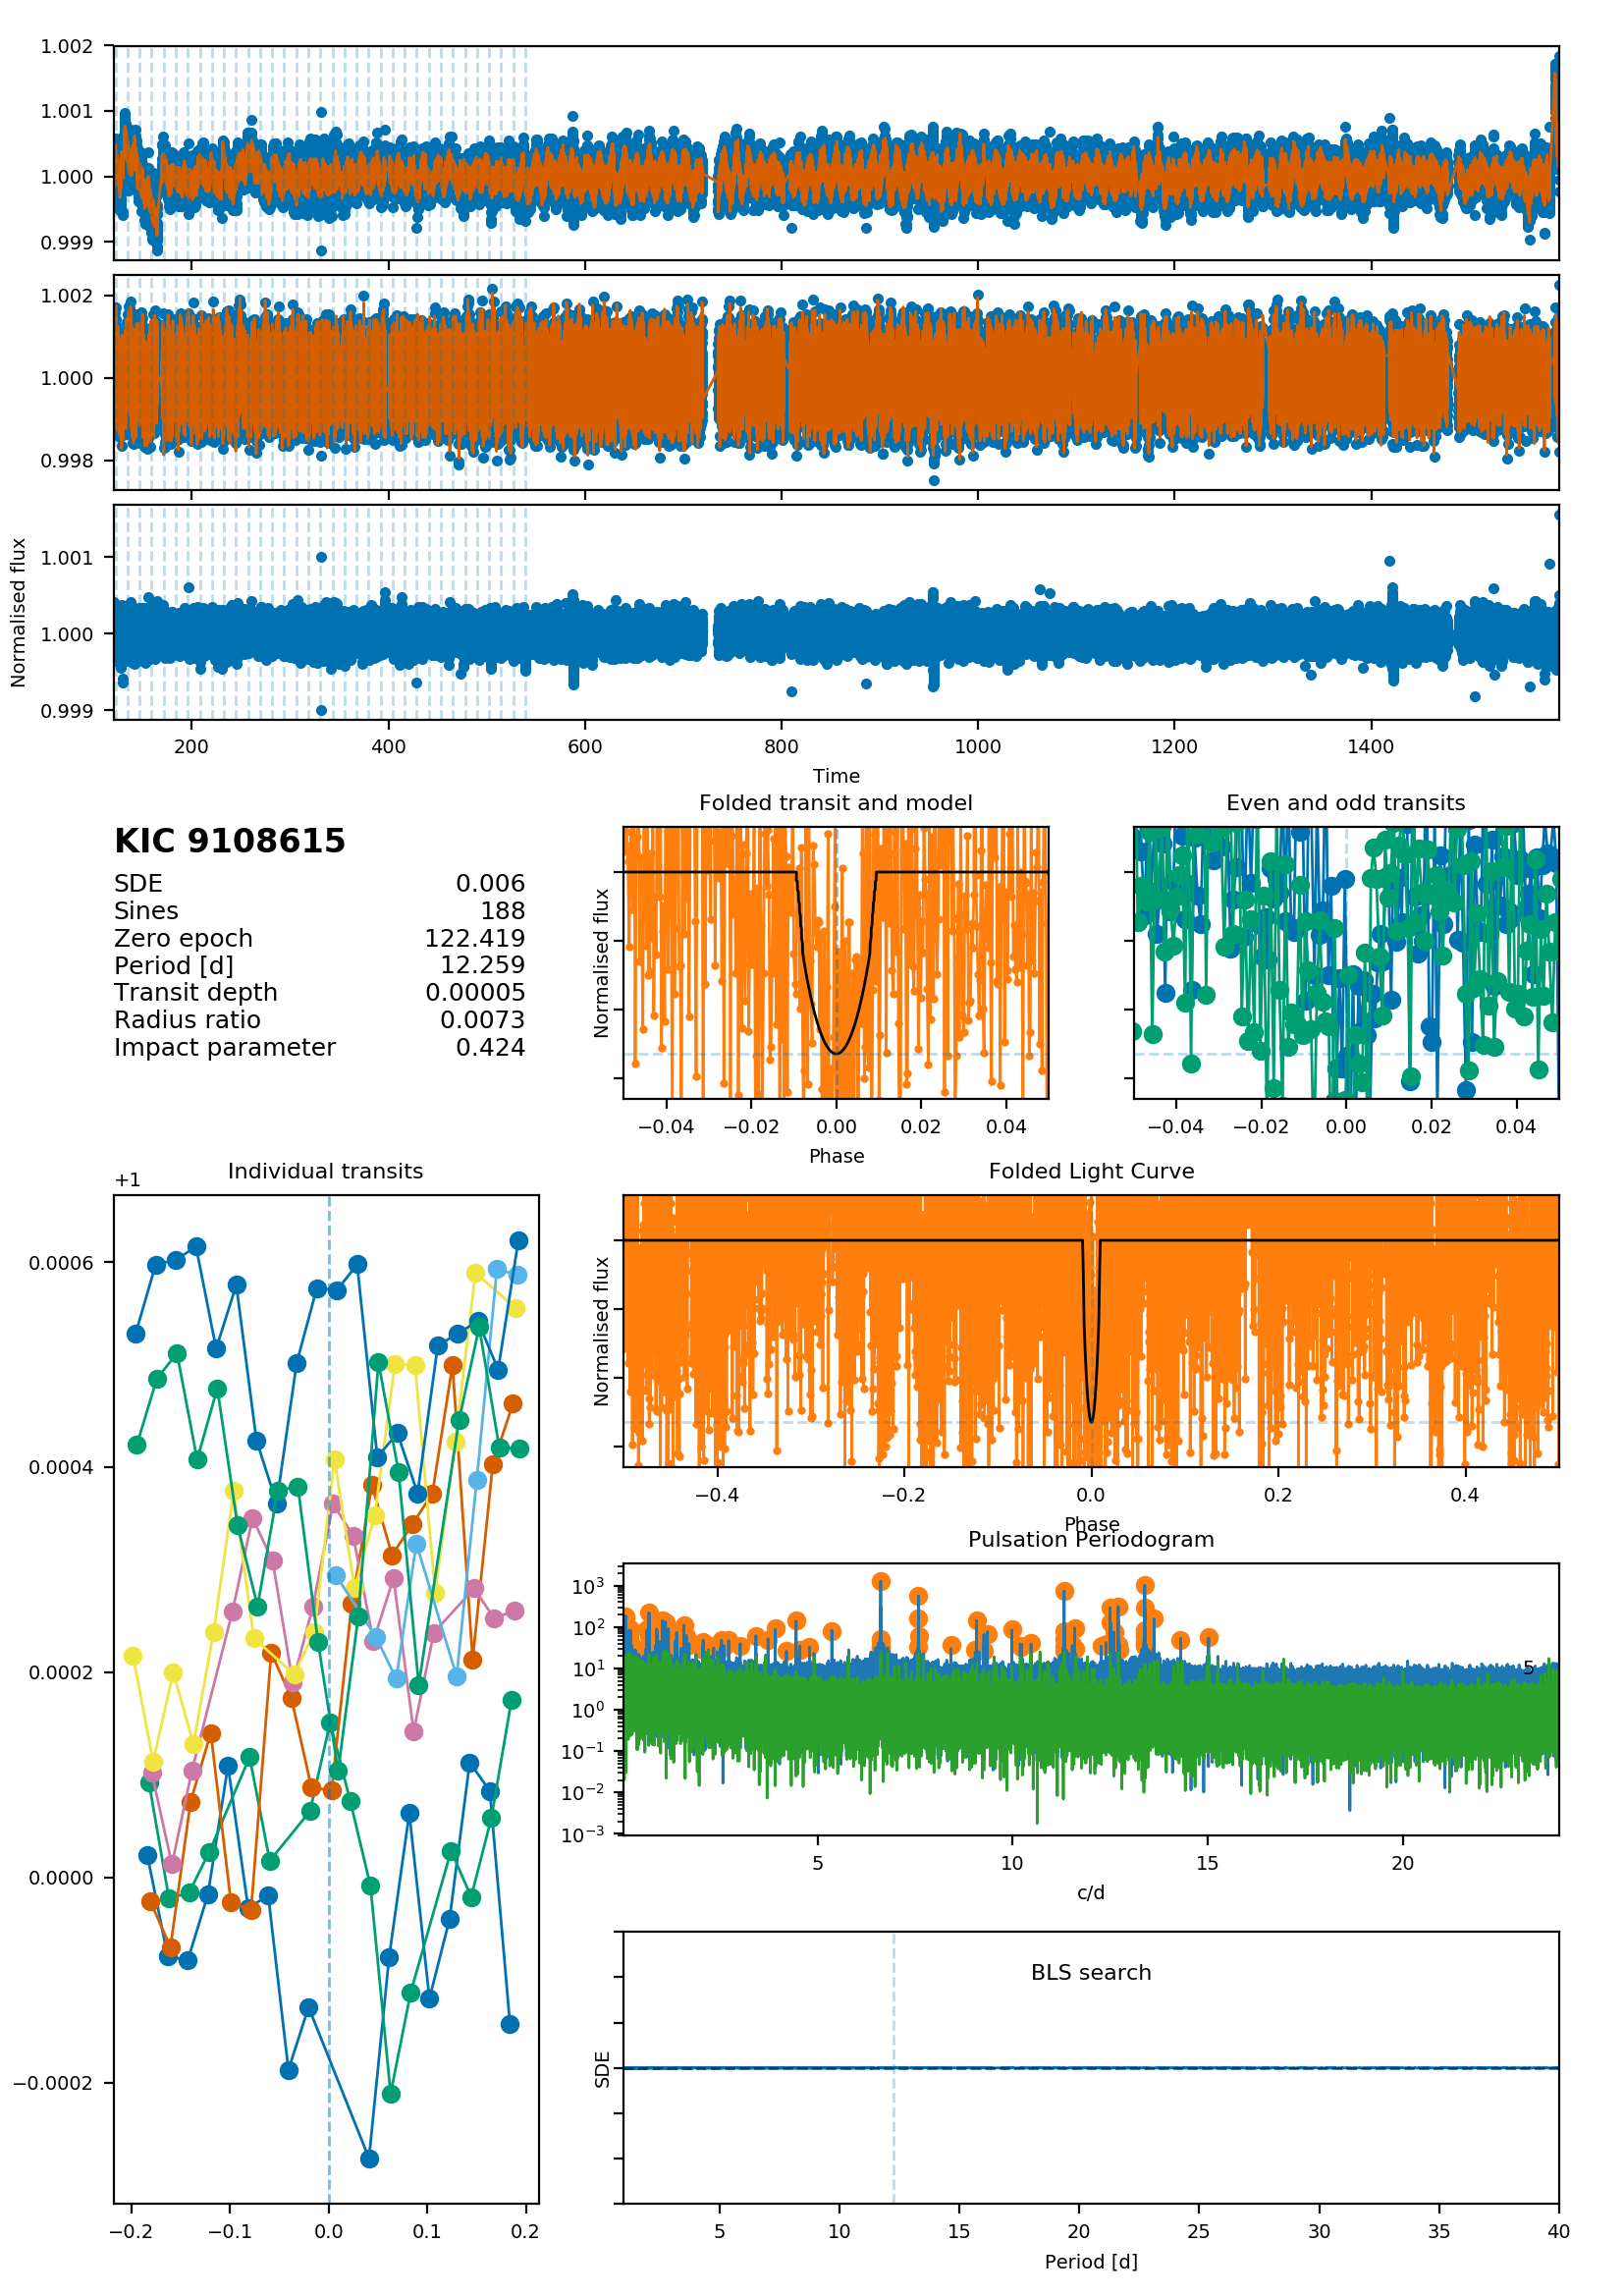 1.002
1.001
1.000
0.999
1.002
1.000
0.998
1.001
1.000
0.999
Normalised flux
200 400 600 800 1000 1200 1400
Time
KIC 9108615
SDE 0.006
Sines 188
Zero epoch 122.419
Period [d] 12.259
Transit depth 0.00005
Radius ratio 0.0073
Impact parameter 0.424
Folded transit and model
Normalised flux
−0.04 −0.02 0.00 0.02 0.04
Phase
Even and odd transits
−0.04 −0.02 0.00 0.02 0.04
Individual transits
+1
0.0006
0.0004
0.0002
0.0000
−0.0002
−0.2 −0.1 0.0 0.1 0.2
Folded Light Curve
Normalised flux
−0.4 −0.2 0.0 0.2 0.4
Phase
Pulsation Periodogram
10³
10²
10¹
10⁰
10⁻¹
10⁻²
10⁻³
5
5 10 15 20
c/d
BLS search
SDE
5 10 15 20 25 30 35 40
Period [d]